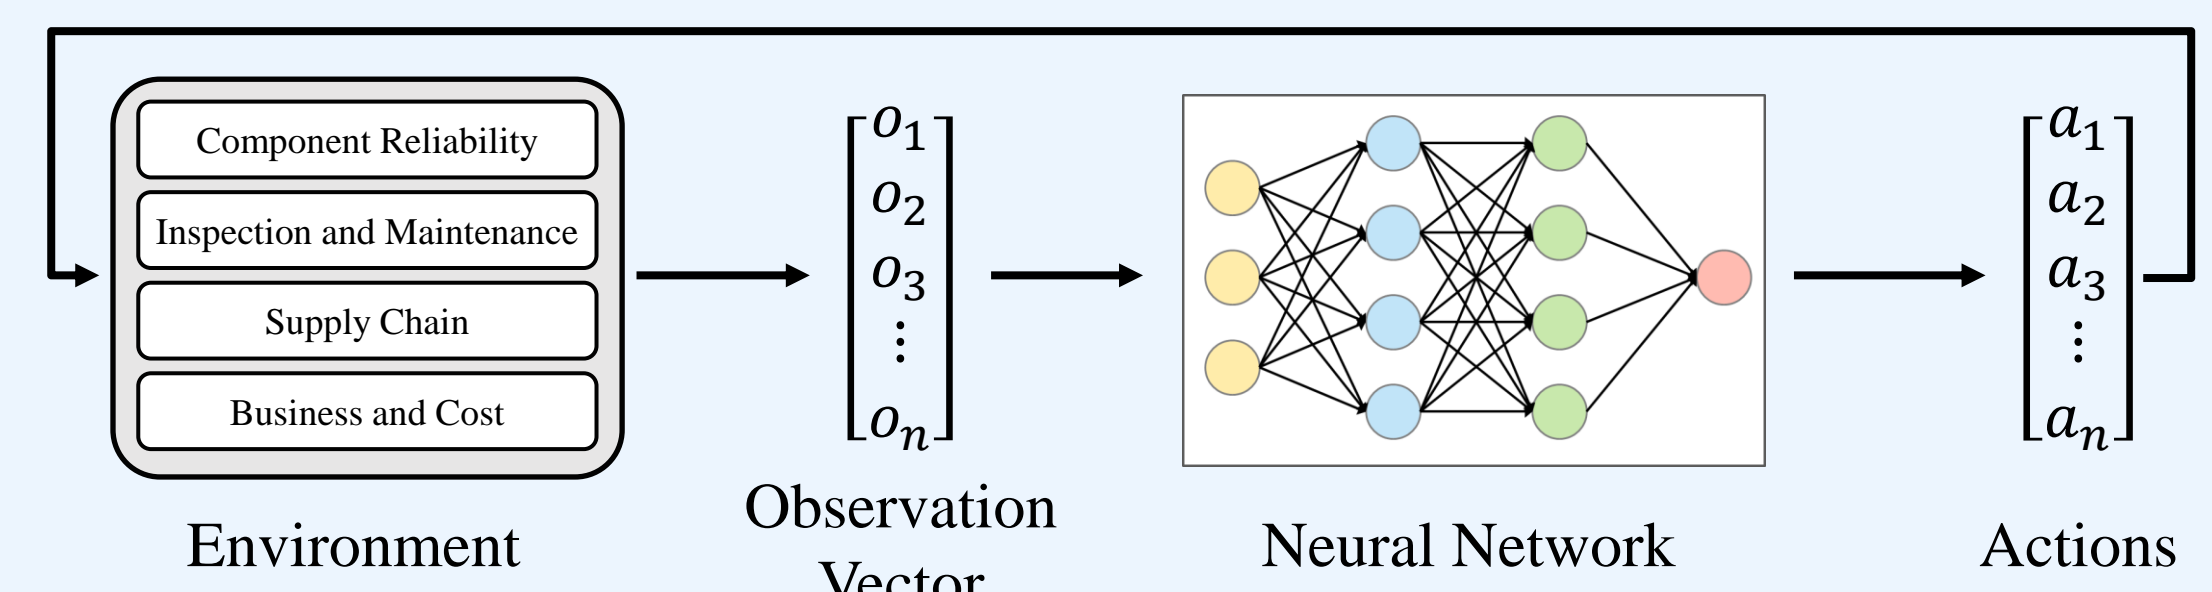 Component Reliability
Inspection and Maintenance
Supply Chain
Business and Cost
Environment
o₁
o₂
o₃
⋮
oₙ
Observation
Vector
Neural Network
a₁
a₂
a₃
⋮
aₙ
Actions